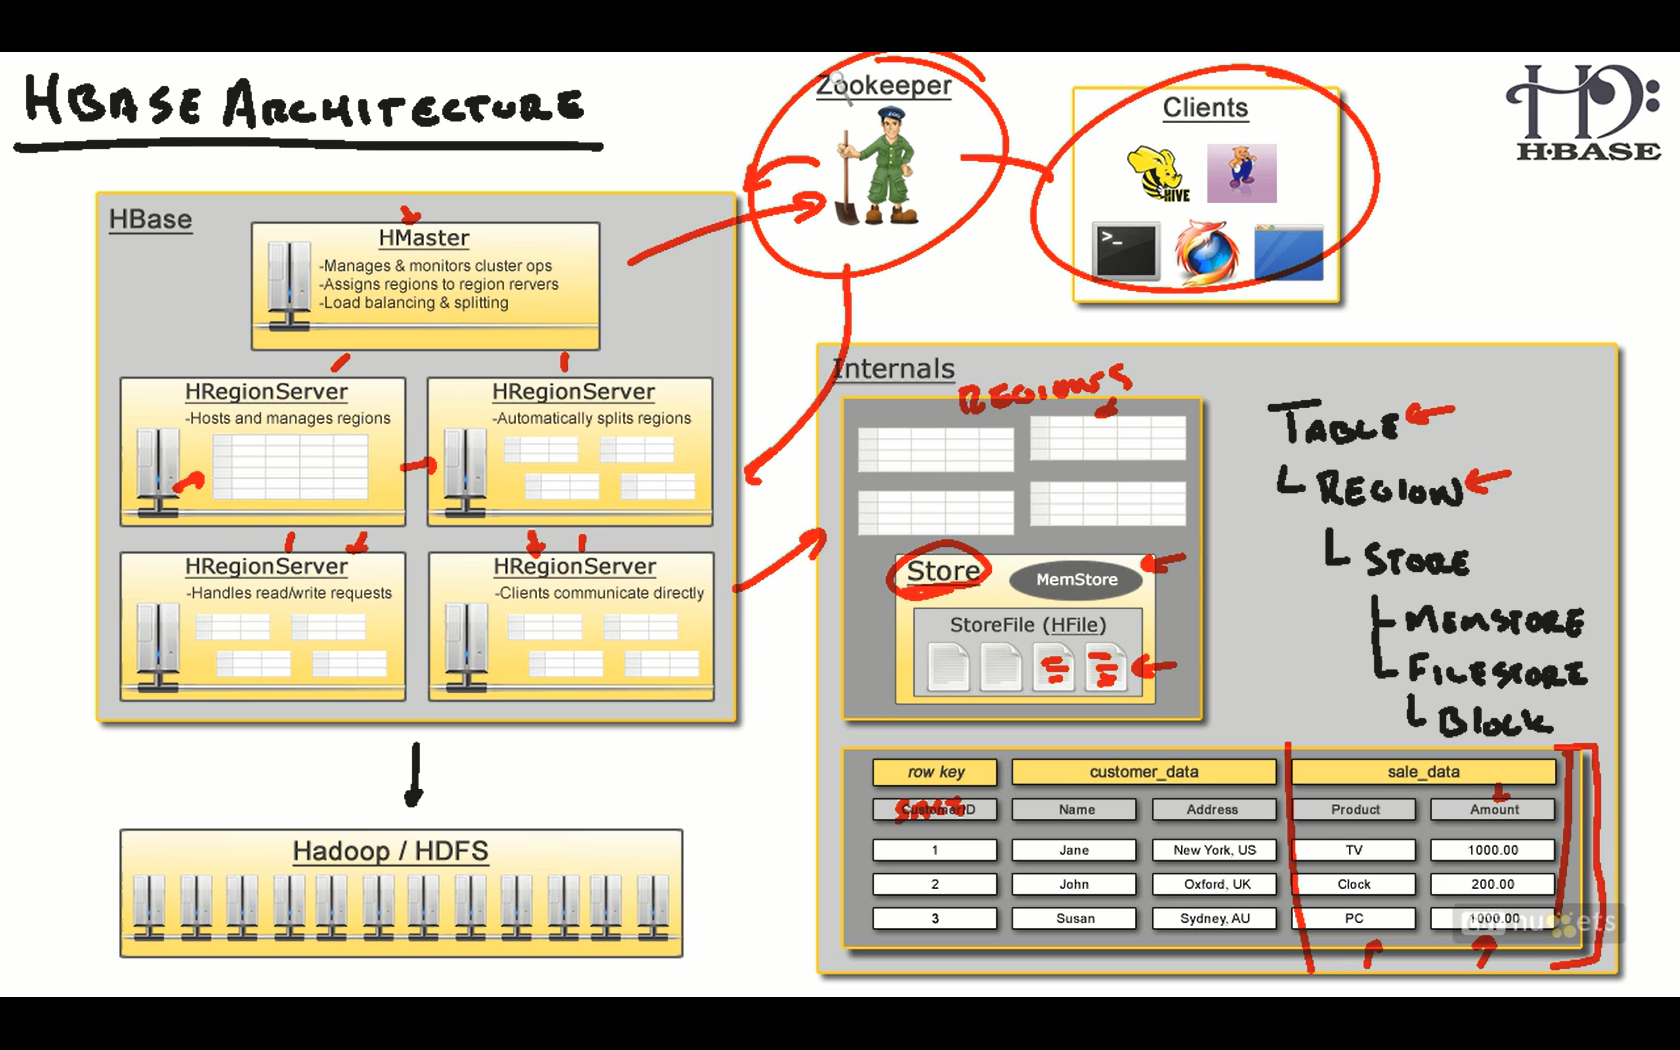 HBASE ARCHITECTURE
Zookeeper
ZOO
Clients
HIVE
>_
H·BASE
HBase
HMaster
-Manages & monitors cluster ops
-Assigns regions to region rervers
-Load balancing & splitting
HRegionServer
-Hosts and manages regions
HRegionServer
-Automatically splits regions
HRegionServer
-Handles read/write requests
HRegionServer
-Clients communicate directly
Hadoop / HDFS
Internals
REGIONS
Store
MemStore
StoreFile (HFile)
TABLE
REGION
STORE
MEMSTORE
FILESTORE
BLOCK
row key customer_data sale_data
CustomerID Name Address Product Amount
1 Jane New York, US TV 1000.00
2 John Oxford, UK Clock 200.00
3 Susan Sydney, AU PC 1000.00
nuggets